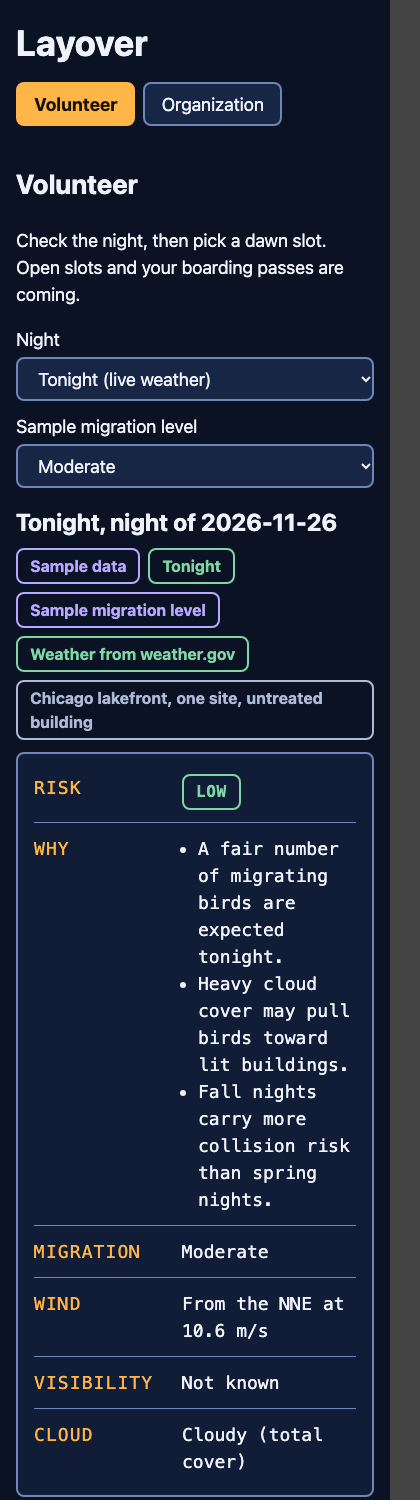 Layover
Volunteer
Organization
Volunteer
Check the night, then pick a dawn slot.
Open slots and your boarding passes are
coming.
Night
Tonight (live weather)
Sample migration level
Moderate
Tonight, night of 2026-11-26
Sample data
Tonight
Sample migration level
Weather from weather.gov
Chicago lakefront, one site, untreated
building
RISK
LOW
WHY
• A fair number
of migrating
birds are
expected
tonight.
• Heavy cloud
cover may pull
birds toward
lit buildings.
• Fall nights
carry more
collision risk
than spring
nights.
MIGRATION
Moderate
WIND
From the NNE at
10.6 m/s
VISIBILITY
Not known
CLOUD
Cloudy (total
cover)